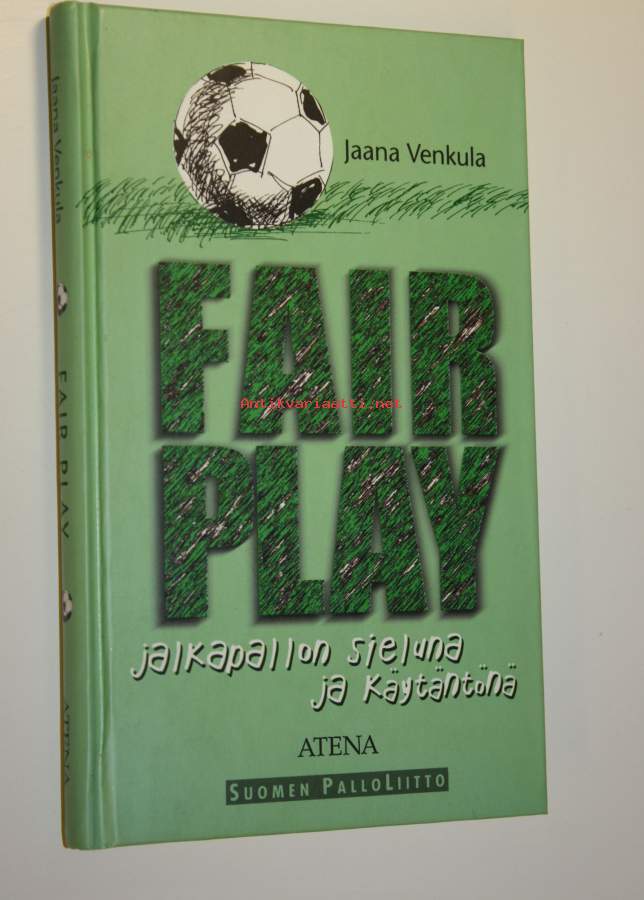 Jaana Venkula
FAIR
PLAY
jalkapallon sieluna
ja käytäntönä
ATENA
SUOMEN PALLOLIITTO
Jaana Venkula
FAIR PLAY
ATENA
Antikvariaatti.net